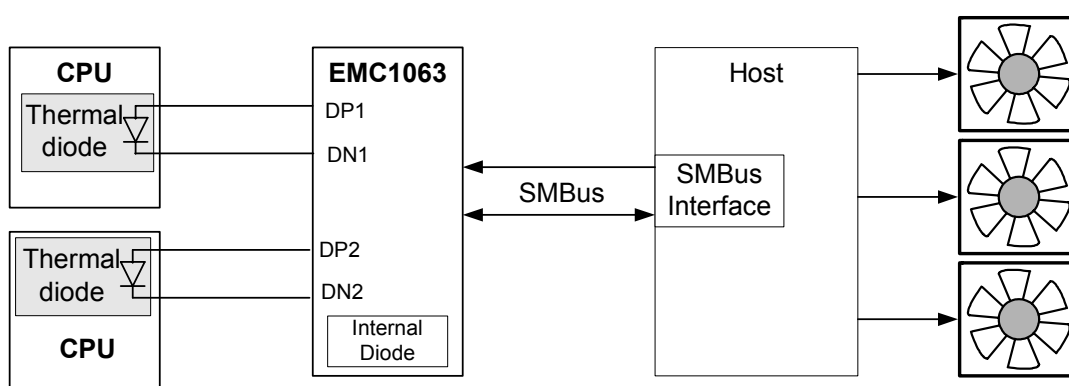 CPU
Thermal
diode
Thermal
diode
CPU
EMC1063
DP1
DN1
DP2
DN2
Internal
Diode
SMBus
Host
SMBus
Interface